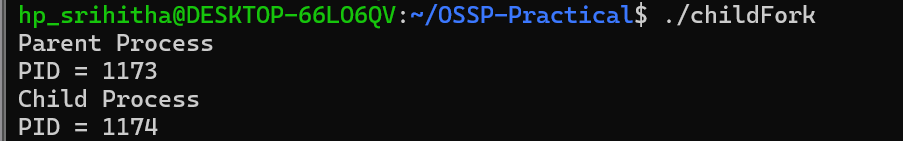 hp_srihitha@DESKTOP-66LO6QV:~/OSSP-Practical$ ./childFork
Parent Process
PID = 1173
Child Process
PID = 1174